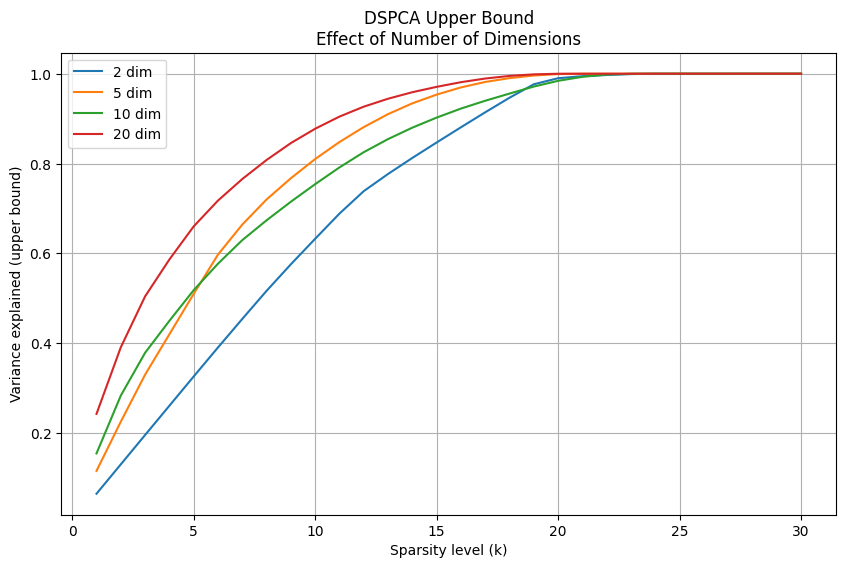 DSPCA Upper Bound
Effect of Number of Dimensions
2 dim
5 dim
10 dim
20 dim
Variance explained (upper bound)
1.0
0.8
0.6
0.4
0.2
0 5 10 15 20 25 30
Sparsity level (k)